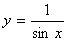 y = 1 / sin x